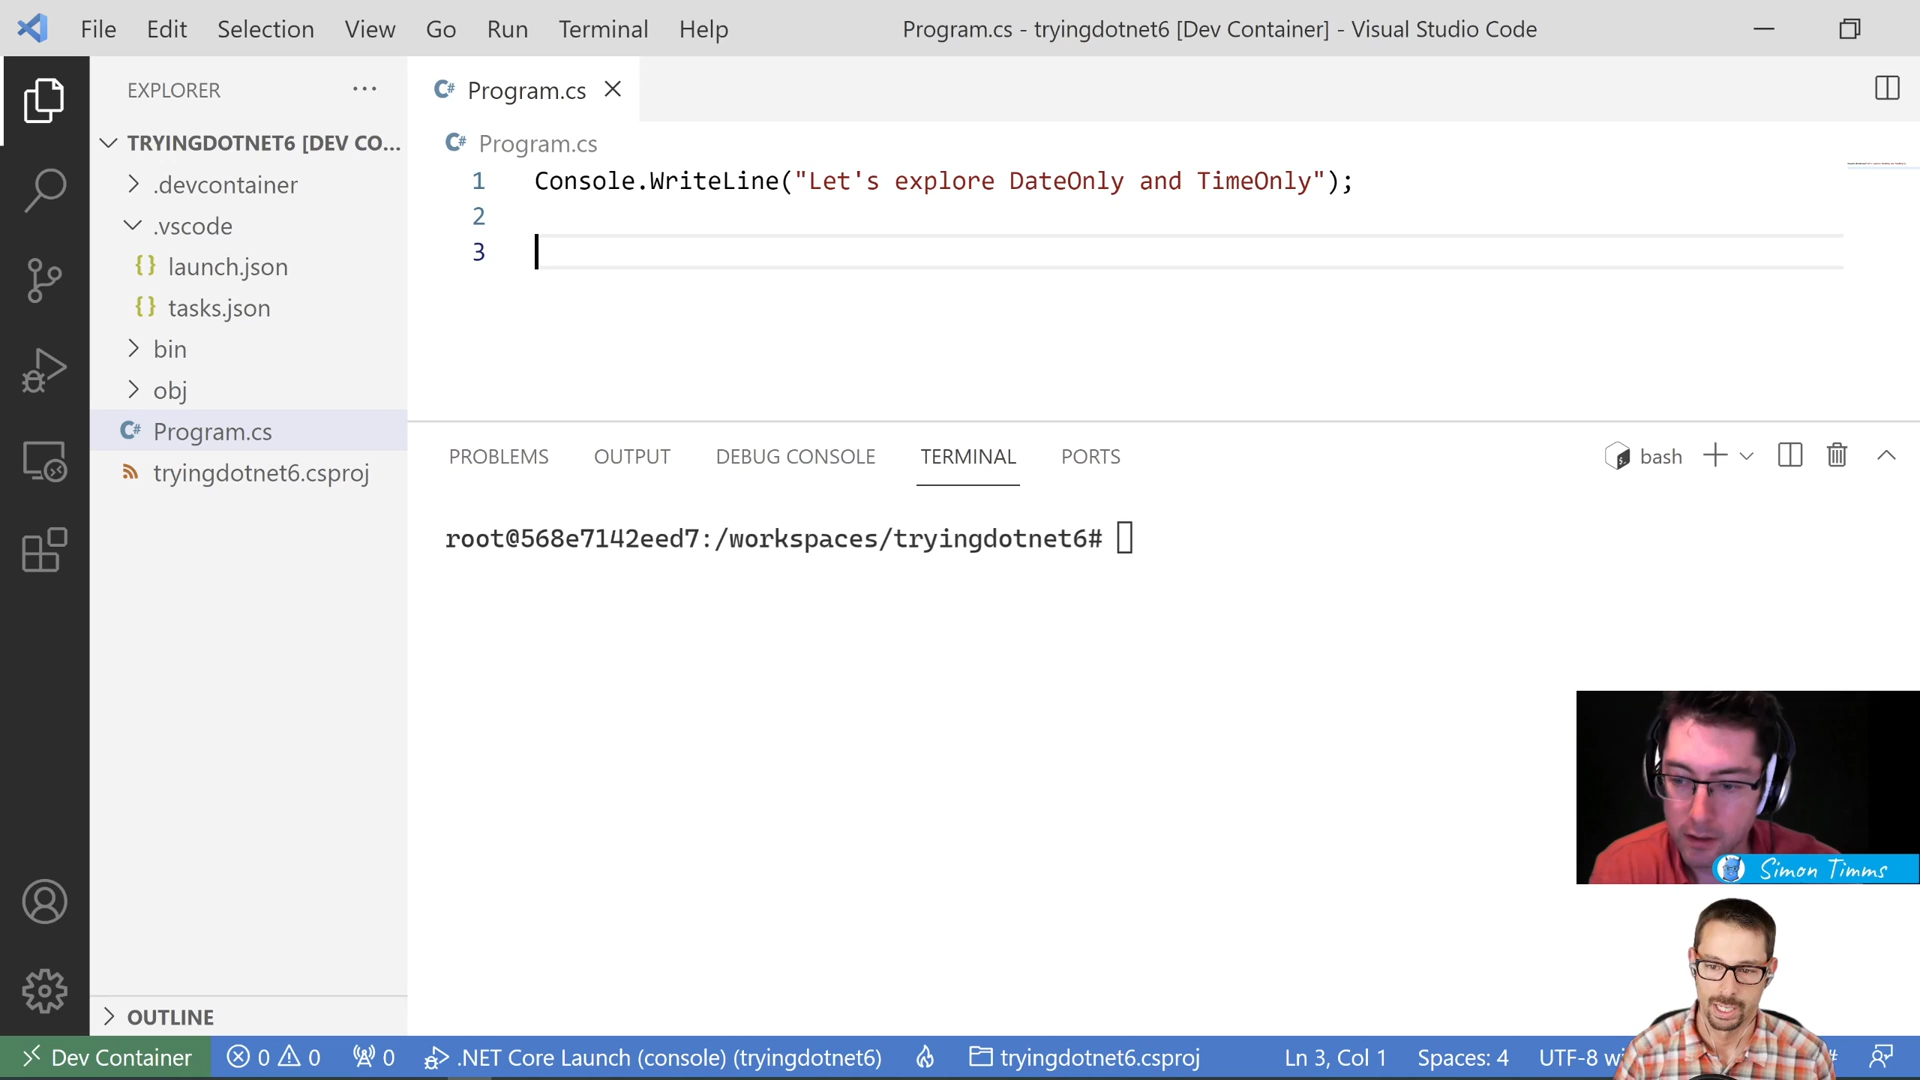 File Edit Selection View Go Run Terminal Help
Program.cs - tryingdotnet6 [Dev Container] - Visual Studio Code
EXPLORER
TRYINGDOTNET6 [DEV CO...
.devcontainer
.vscode
{} launch.json
{} tasks.json
bin
obj
C# Program.cs
tryingdotnet6.csproj
OUTLINE
C# Program.cs
C# Program.cs
1 Console.WriteLine("Let's explore DateOnly and TimeOnly");
2
3
PROBLEMS OUTPUT DEBUG CONSOLE TERMINAL PORTS
bash
root@568e7142eed7:/workspaces/tryingdotnet6#
Simon Timms
Dev Container 0 0 0 .NET Core Launch (console) (tryingdotnet6) tryingdotnet6.csproj Ln 3, Col 1 Spaces: 4 UTF-8